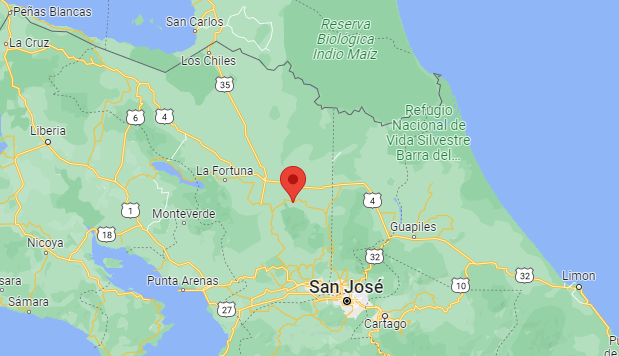 Peñas Blancas
San Carlos
Reserva
Biológica
Indio Maíz
La Cruz
Los Chiles
35
6
4
Refugio
Nacional de
Vida Silvestre
Barra del...
Liberia
La Fortuna
4
1
Monteverde
Guapiles
18
Nicoya
32
Punta Arenas
10
32
Limon
sara
San José
Sámara
27
Cartago
Pu